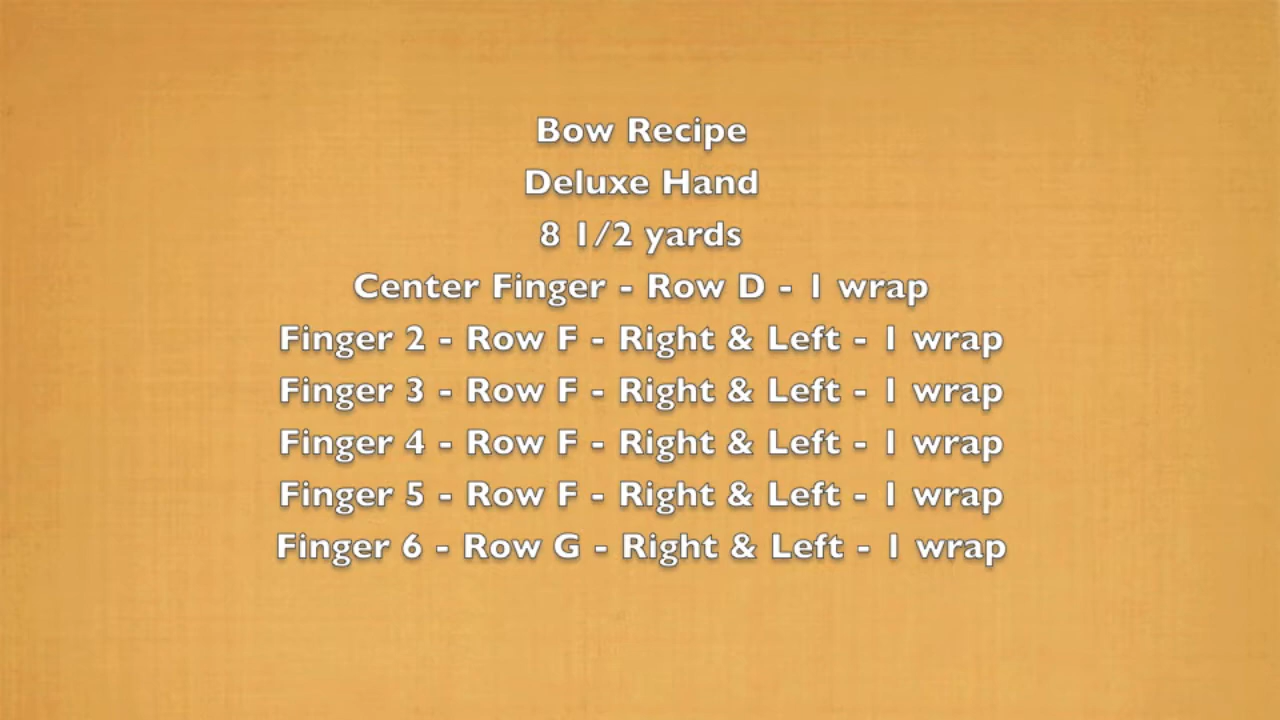 Bow Recipe
Deluxe Hand
8 1/2 yards
Center Finger - Row D - 1 wrap
Finger 2 - Row F - Right & Left - 1 wrap
Finger 3 - Row F - Right & Left - 1 wrap
Finger 4 - Row F - Right & Left - 1 wrap
Finger 5 - Row F - Right & Left - 1 wrap
Finger 6 - Row G - Right & Left - 1 wrap